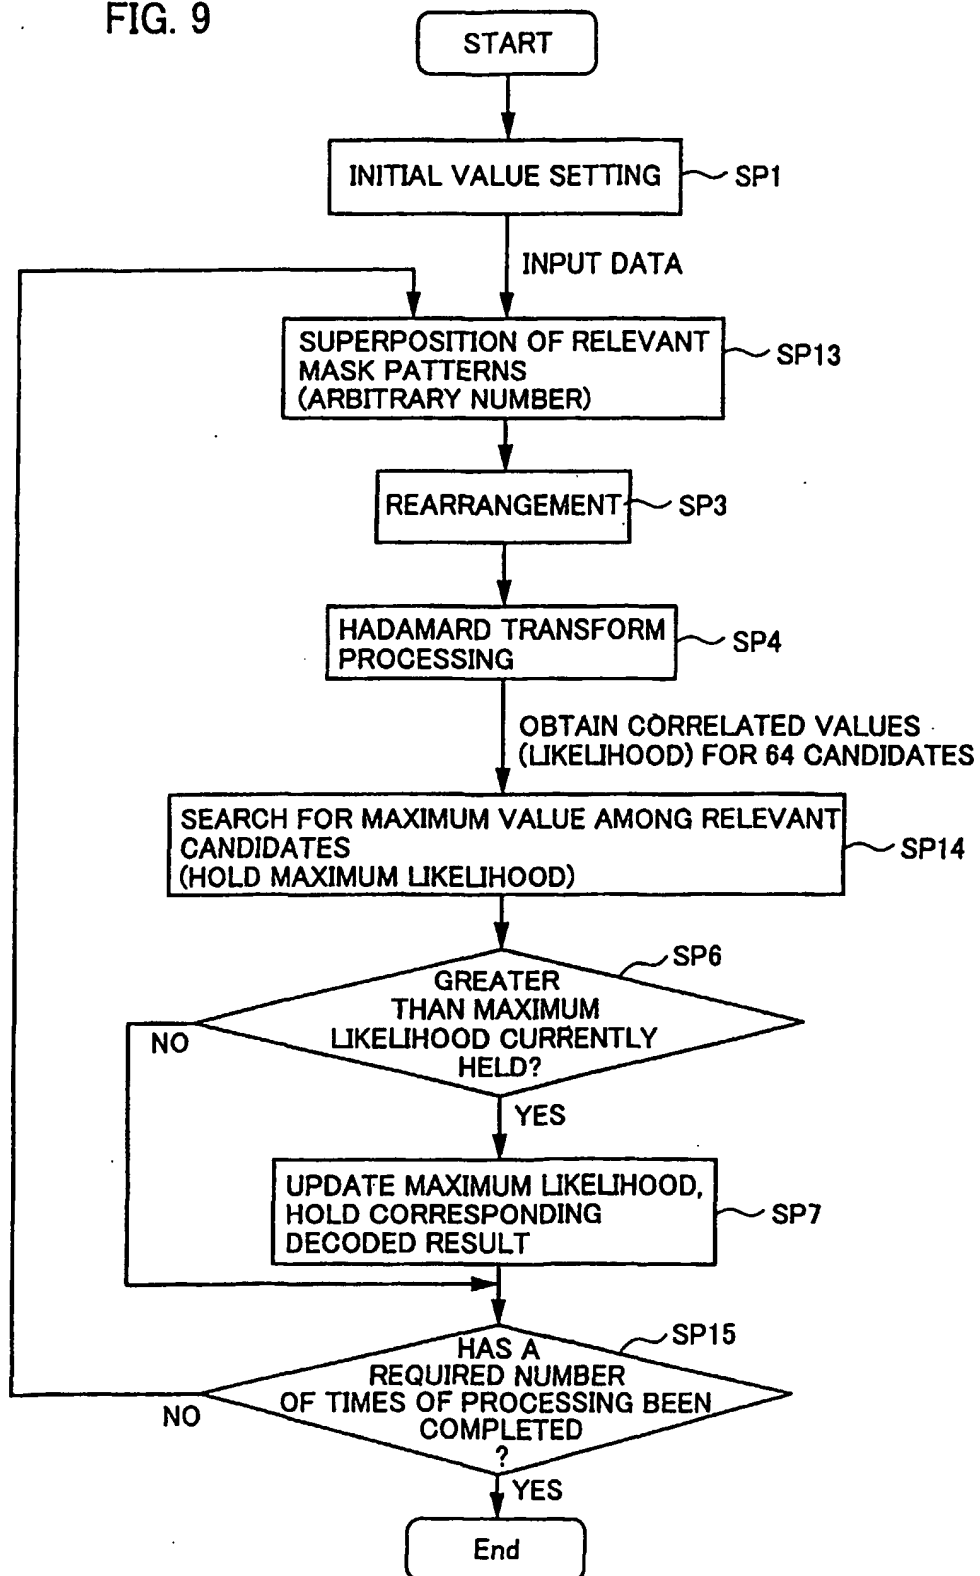 FIG. 9
START
INITIAL VALUE SETTING
SP1
INPUT DATA
SUPERPOSITION OF RELEVANT
MASK PATTERNS
(ARBITRARY NUMBER)
SP13
REARRANGEMENT
SP3
HADAMARD TRANSFORM
PROCESSING
SP4
OBTAIN CORRELATED VALUES
(LIKELIHOOD) FOR 64 CANDIDATES
SEARCH FOR MAXIMUM VALUE AMONG RELEVANT
CANDIDATES
(HOLD MAXIMUM LIKELIHOOD)
SP14
SP6
GREATER
THAN MAXIMUM
LIKELIHOOD CURRENTLY
HELD?
NO
YES
UPDATE MAXIMUM LIKELIHOOD,
HOLD CORRESPONDING
DECODED RESULT
SP7
SP15
HAS A
REQUIRED NUMBER
OF TIMES OF PROCESSING BEEN
COMPLETED
?
NO
YES
End